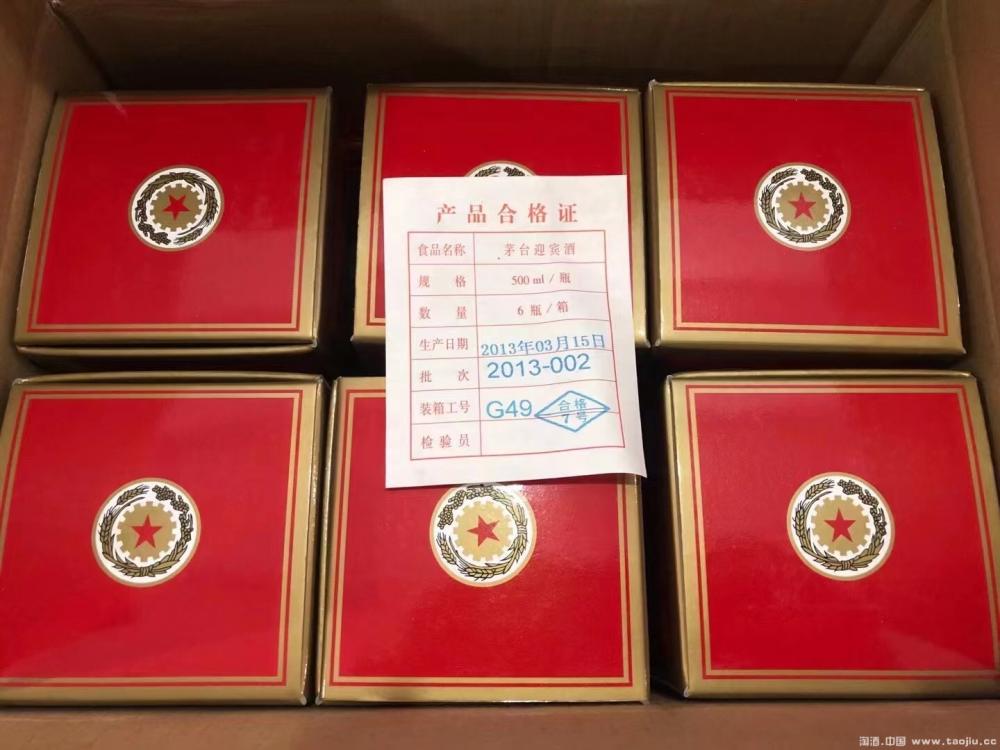 产品合格证
食品名称 茅台迎宾酒
规 格 500 ml / 瓶
数 量 6 瓶 / 箱
生产日期 2013年03月15日
批 次 2013-002
装箱工号 G49 合格
7号
检验员
淘酒.中国 www.taojiu.cc